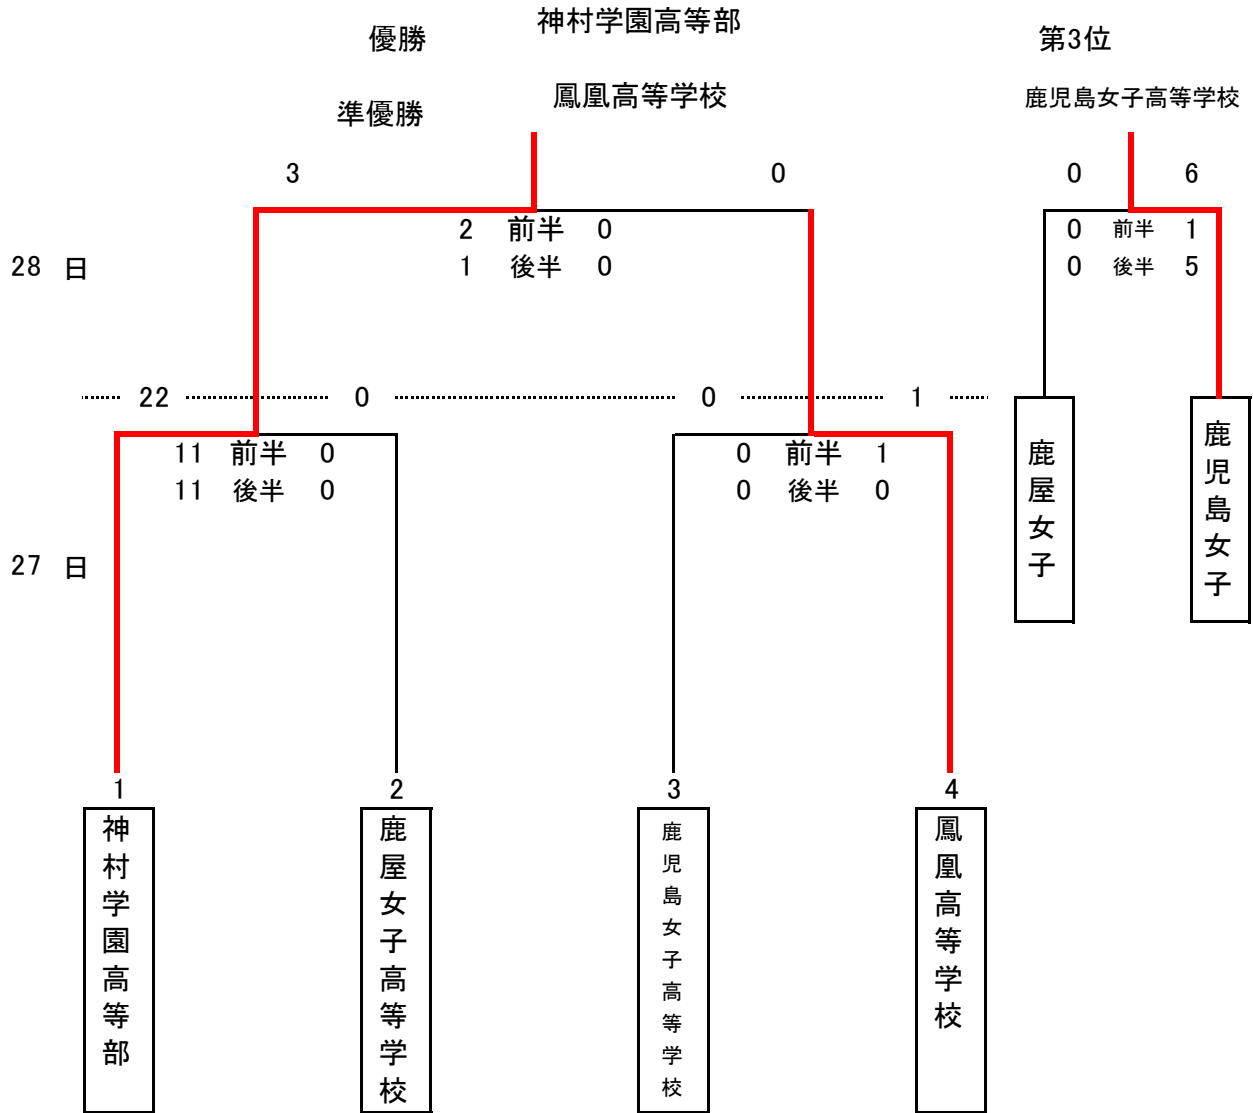 優勝 神村学園高等部 第3位
準優勝 鳳凰高等学校 鹿児島女子高等学校
3 0 0 6
2 前半 0 0 前半 1
28 日 1 後半 0 0 後半 5
22 0 0 1
11 前半 0 0 前半 1
11 後半 0 0 後半 0
鹿屋女子
鹿児島女子
27 日
1 2 3 4
神村学園高等部
鹿屋女子高等学校
鹿児島女子高等学校
鳳凰高等学校